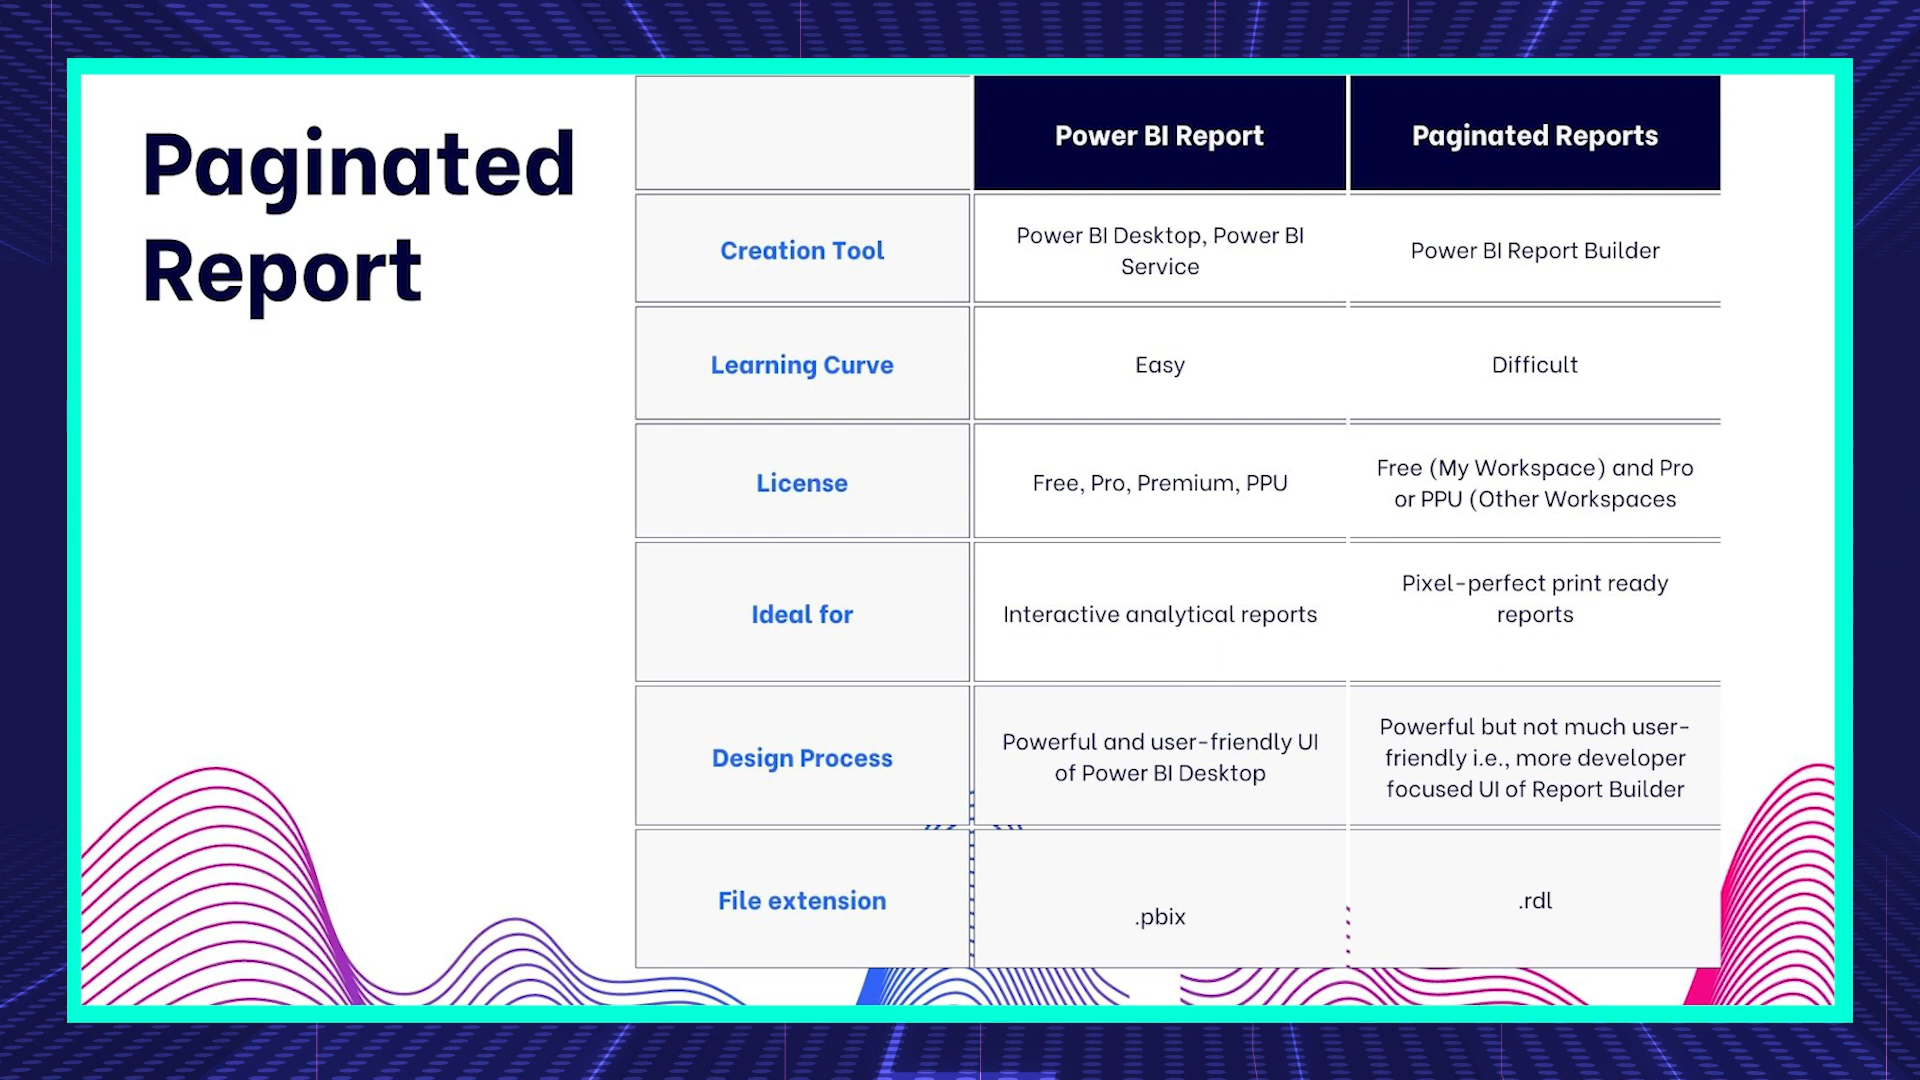 Paginated
Report
Power BI Report
Paginated Reports
Creation Tool
Power BI Desktop, Power BI
Service
Power BI Report Builder
Learning Curve
Easy
Difficult
License
Free, Pro, Premium, PPU
Free (My Workspace) and Pro
or PPU (Other Workspaces
Ideal for
Interactive analytical reports
Pixel-perfect print ready
reports
Design Process
Powerful and user-friendly UI
of Power BI Desktop
Powerful but not much user-
friendly i.e., more developer
focused UI of Report Builder
File extension
.pbix
.rdl